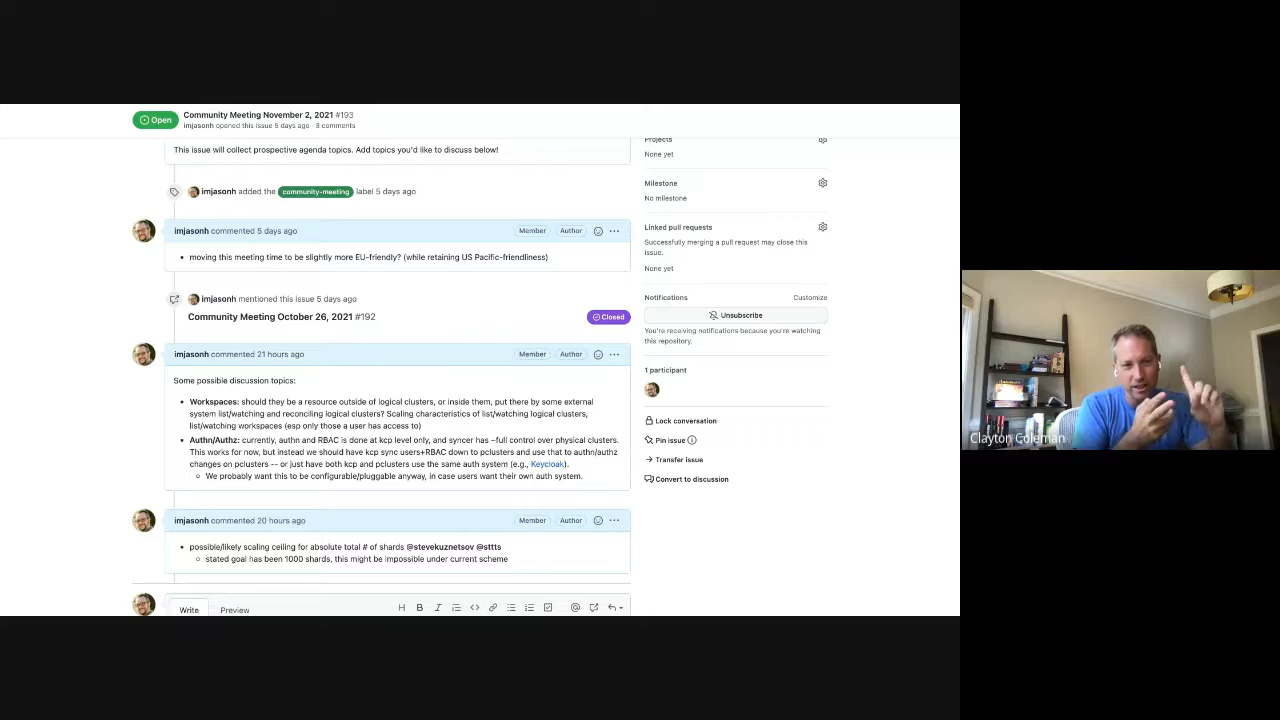 Open
Community Meeting November 2, 2021 #193
imjasonh opened this issue 5 days ago · 3 comments
This issue will collect prospective agenda topics. Add topics you'd like to discuss below!
imjasonh added the community-meeting label 5 days ago
imjasonh commented 5 days ago
Member
Author
moving this meeting time to be slightly more EU-friendly? (while retaining US Pacific-friendliness)
imjasonh mentioned this issue 5 days ago
Community Meeting October 26, 2021 #192
Closed
imjasonh commented 21 hours ago
Member
Author
Some possible discussion topics:
Workspaces: should they be a resource outside of logical clusters, or inside them, put there by some external
system list/watching and reconciling logical clusters? Scaling characteristics of list/watching logical clusters,
list/watching workspaces (esp only those a user has access to)
Authn/Authz: currently, authn and RBAC is done at kcp level only, and syncer has ~full control over physical clusters.
This works for now, but instead we should have kcp sync users+RBAC down to pclusters and use that to authn/authz
changes on pclusters -- or just have both kcp and pclusters use the same auth system (e.g., Keycloak).
We probably want this to be configurable/pluggable anyway, in case users want their own auth system.
imjasonh commented 20 hours ago
Member
Author
possible/likely scaling ceiling for absolute total # of shards @stevekuznetsov @sttts
stated goal has been 1000 shards, this might be impossible under current scheme
Write
Preview
Projects
None yet
Milestone
No milestone
Linked pull requests
Successfully merging a pull request may close this
issue.
None yet
Notifications
Customize
Unsubscribe
You're receiving notifications because you're watching
this repository.
1 participant
Lock conversation
Pin issue
Transfer issue
Convert to discussion
Clayton Coleman